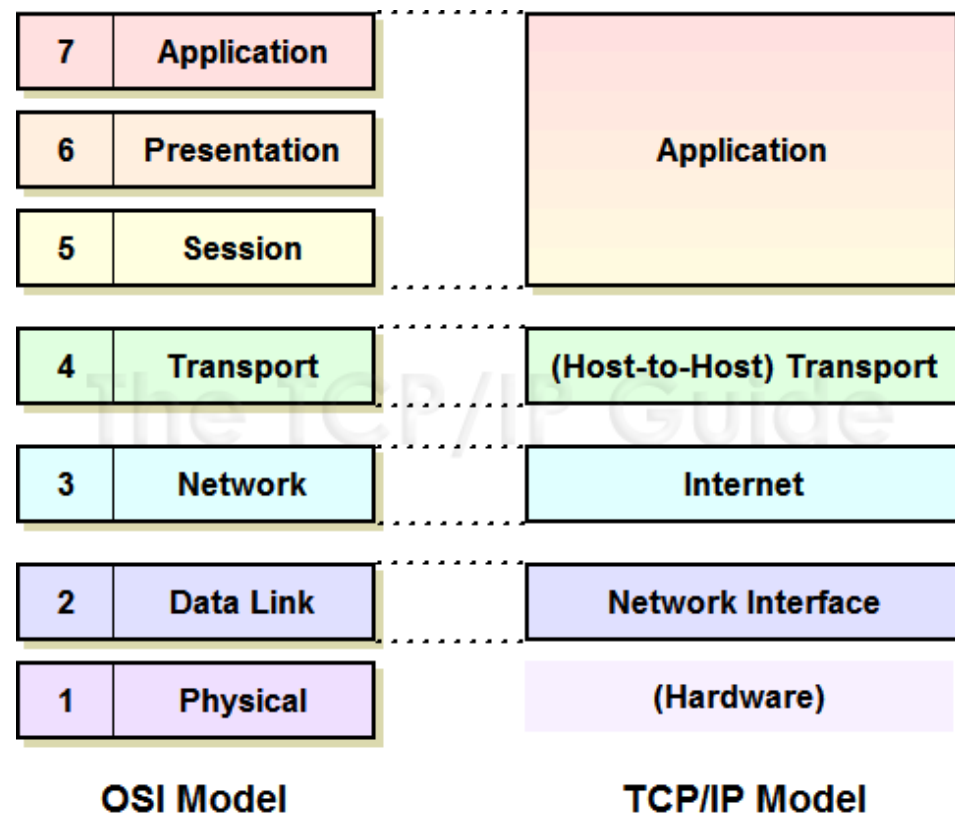 7 Application
6 Presentation
Application
5 Session
4 Transport
(Host-to-Host) Transport
The TCP/IP Guide
3 Network
Internet
2 Data Link
Network Interface
1 Physical
(Hardware)
OSI Model
TCP/IP Model